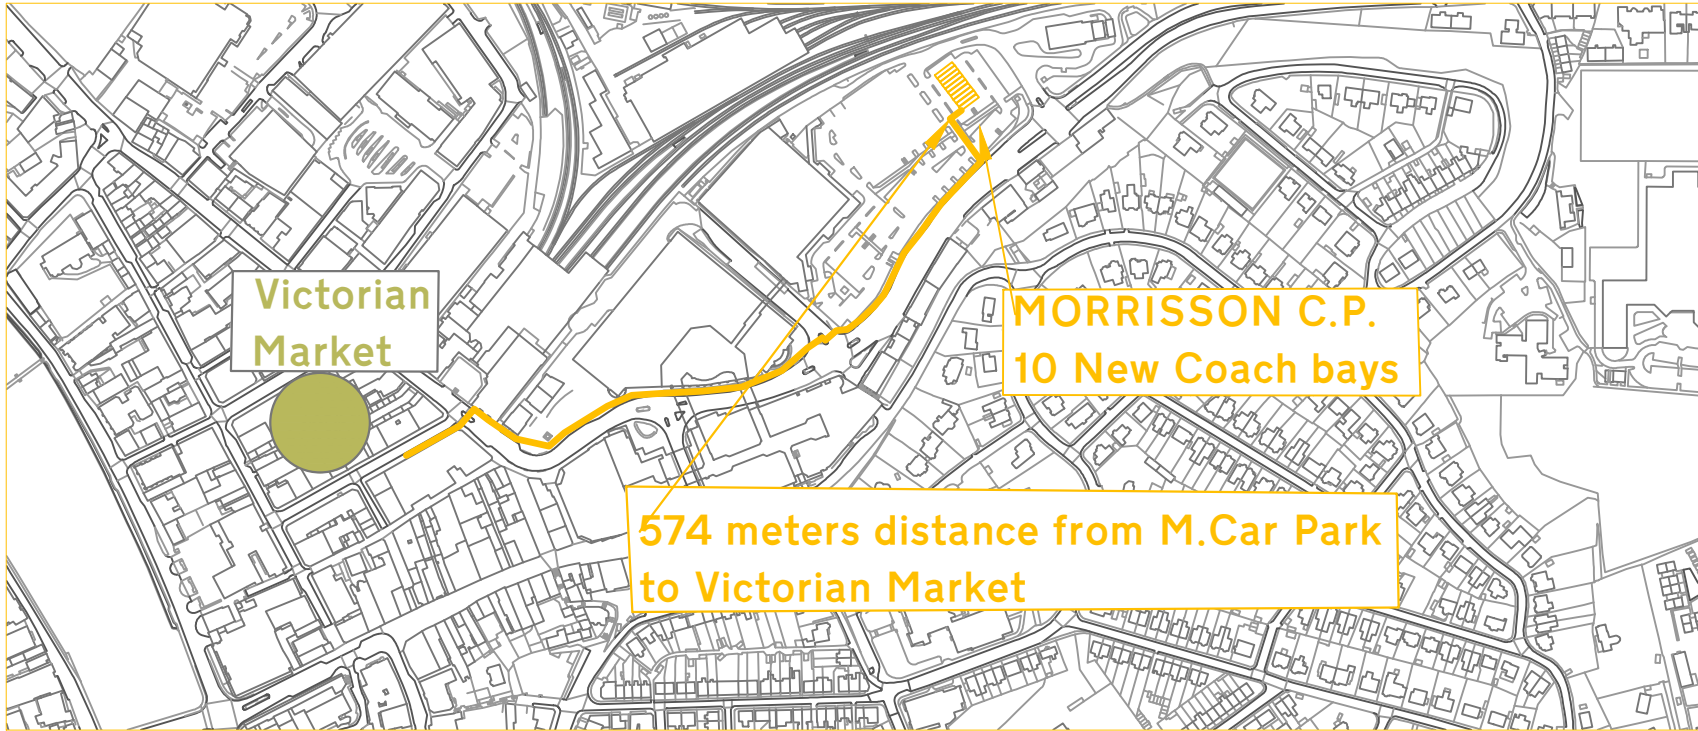 Victorian
Market
MORRISSON C.P.
10 New Coach bays
574 meters distance from M.Car Park
to Victorian Market